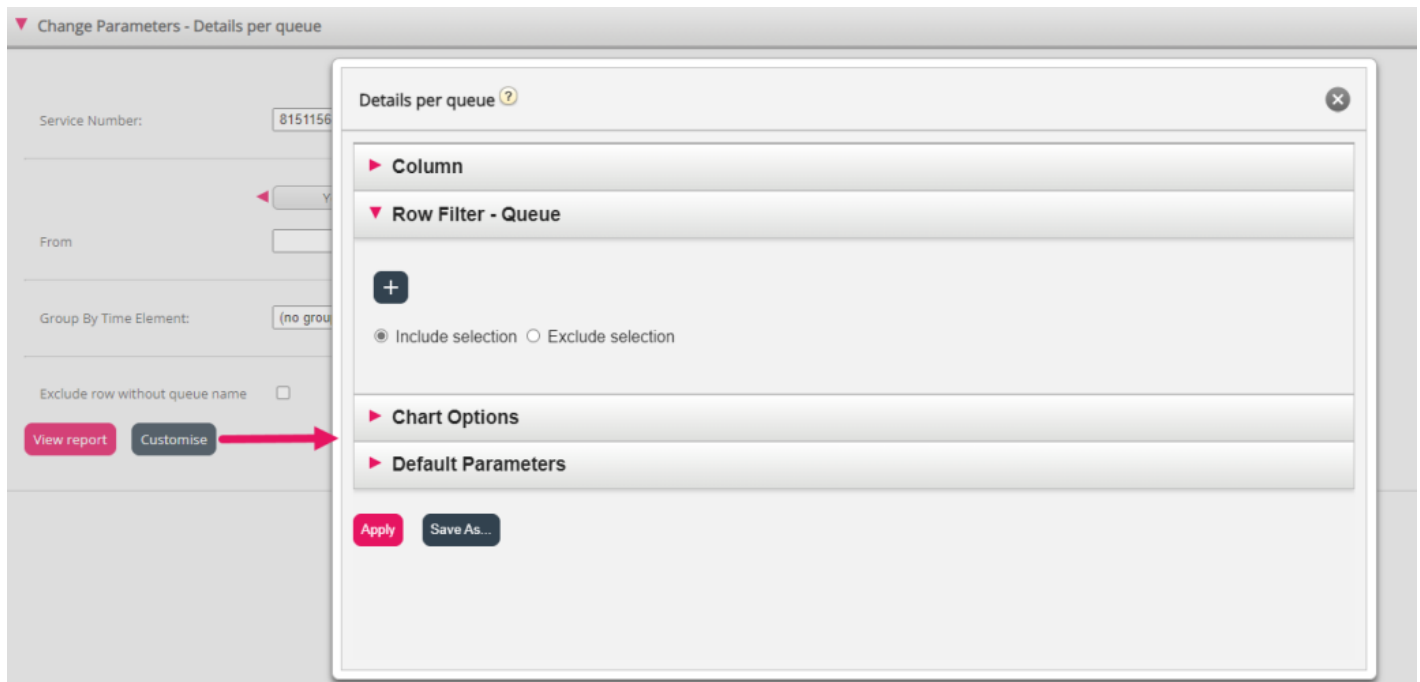 Change Parameters - Details per queue
Details per queue ?
Service Number:
8151156
Column
Row Filter - Queue
From
+
Group By Time Element:
Include selection Exclude selection
Exclude row without queue name
Chart Options
View report Customise
Default Parameters
Apply Save As...